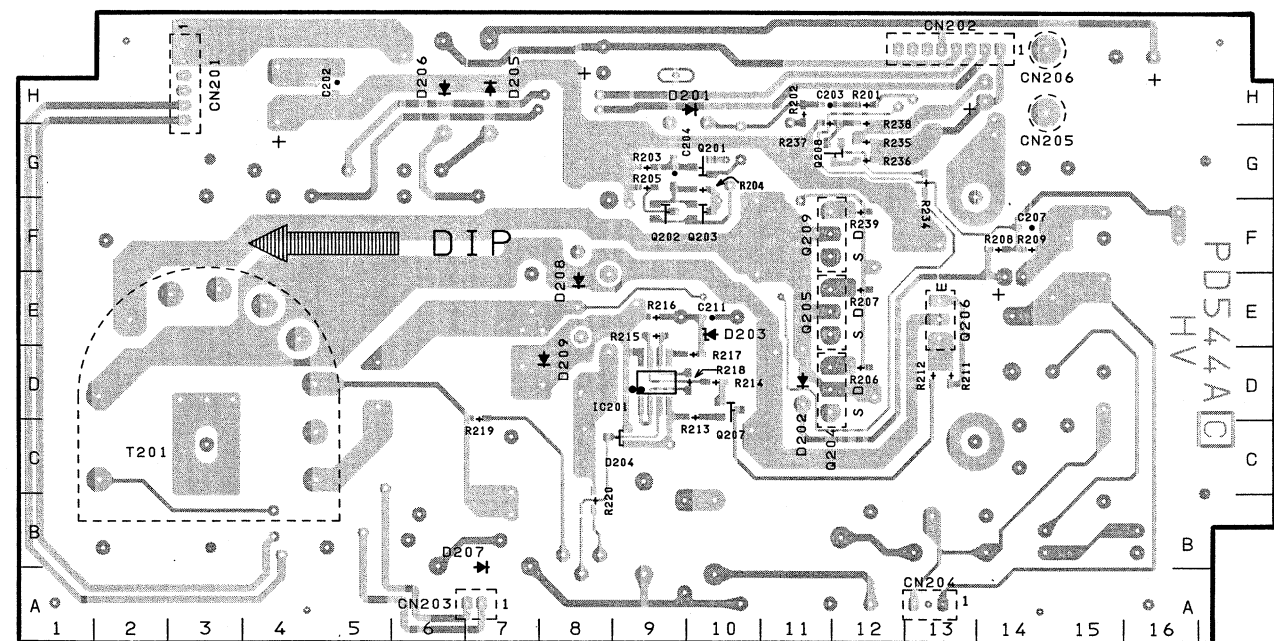 CN202
1
1
CN206
D206
D205
CN201
C202
+
+
D201
R202
C203
R201
H
H
+
R237
R238
Q208
R235
CN205
+
C204
Q201
R203
R236
G
G
R205
R204
R234
C207
Q202
Q203
Q209
R239
D
S
R208
R209
F
F
DIP
D208
+
E
R207
Q205
D
S
Q206
R216
C211
E
E
R215
D203
PD5444A C
HV
D209
R217
R218
R214
R206
D
S
R212
R211
D
D
IC201
R219
R213
Q207
D202
Q204
T201
D204
C
C
R220
B
B
D207
CN203
1
CN204
1
A
A
1 2 3 4 5 6 7 8 9 10 11 12 13 14 15 16